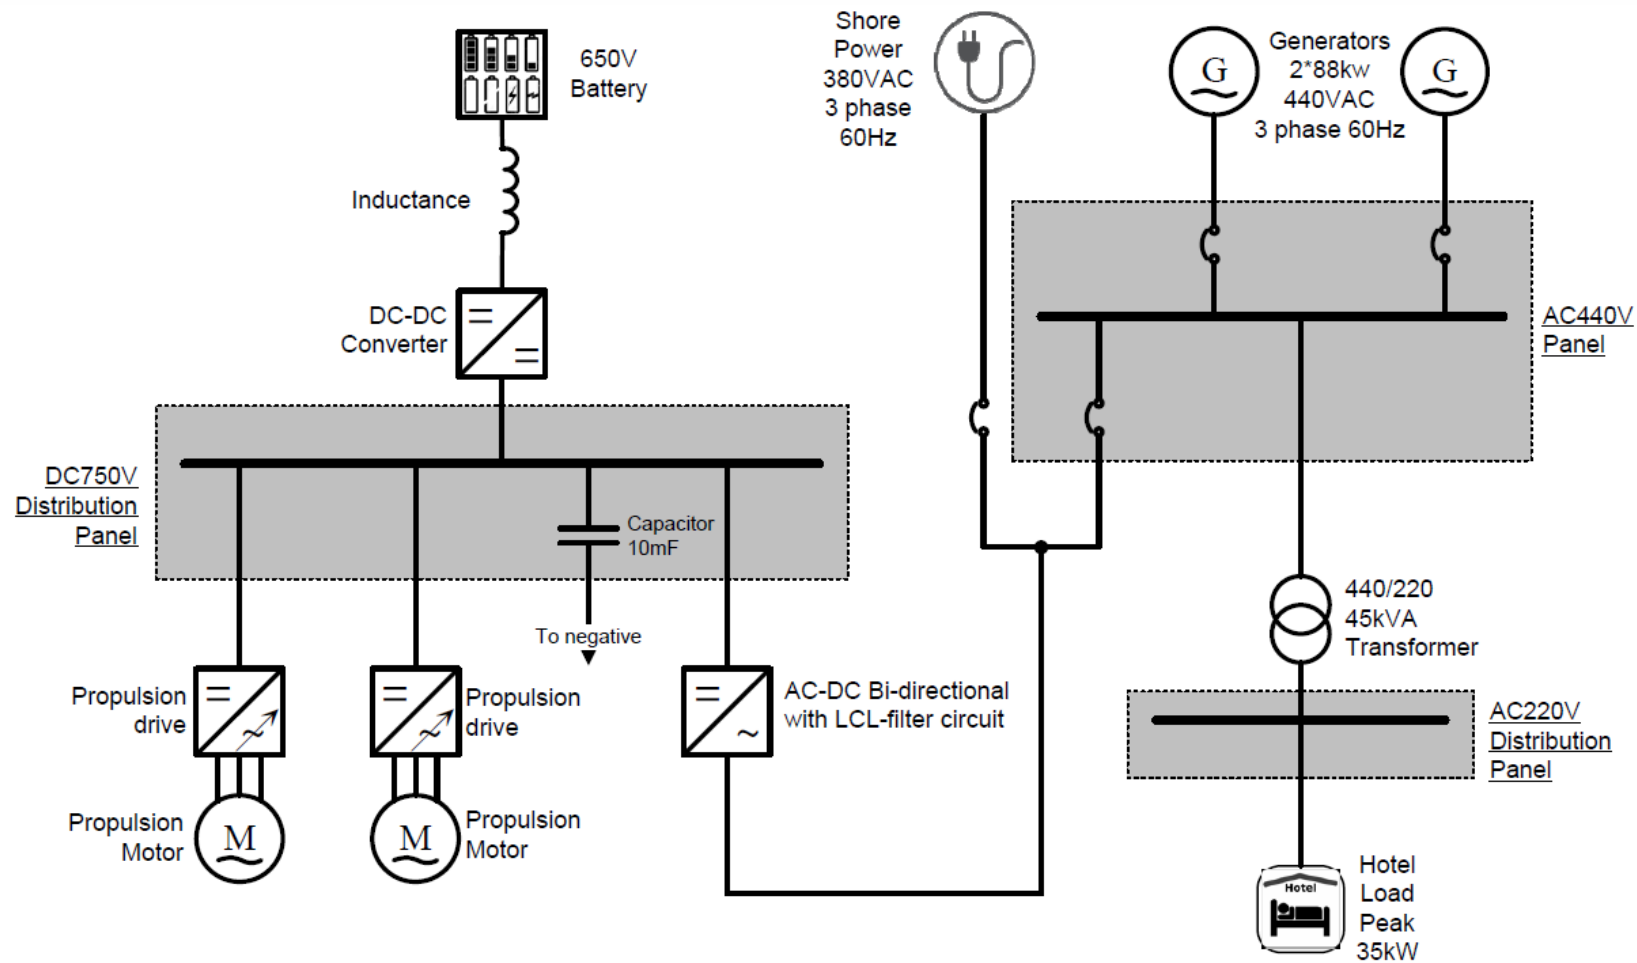 650V
Battery
Shore
Power
380VAC
3 phase
60Hz
G
Generators
2*88kw
440VAC
3 phase 60Hz
G
Inductance
DC-DC
Converter
AC440V
Panel
DC750V
Distribution
Panel
Capacitor
10mF
To negative
440/220
45kVA
Transformer
Propulsion
drive
Propulsion
drive
AC-DC Bi-directional
with LCL-filter circuit
AC220V
Distribution
Panel
Propulsion
Motor
M
M
Propulsion
Motor
Hotel
Hotel
Load
Peak
35kW